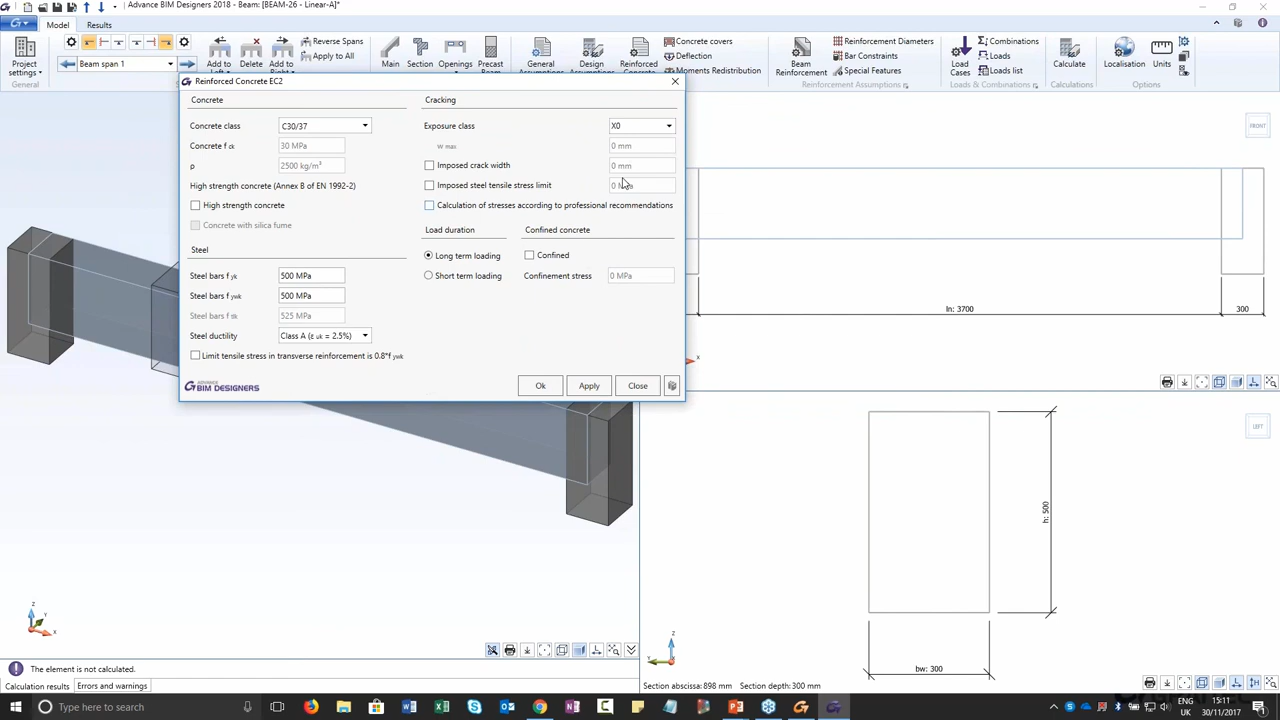 Advance BIM Designers 2018 - Beam: [BEAM-26 - Linear-A]*
Model
Results
Project
settings
Beam span 1
Add to
Left
Delete
Add to
Right
Reverse Spans
Apply to All
Main
Section
Openings
Precast
Beam
General
Assumptions
Design
Assumptions
Reinforced
Concrete
Concrete covers
Deflection
Moments Redistribution
Beam
Reinforcement
Reinforcement Diameters
Bar Constraints
Special Features
Load
Cases
Combinations
Loads
Loads list
Calculate
Localisation
Units
General
Reinforcement Assumptions
Loads & Combinations
Calculations
Options
Reinforced Concrete EC2
Concrete
Concrete class
C30/37
Concrete f ck
30 MPa
ρ
2500 kg/m³
High strength concrete (Annex B of EN 1992-2)
High strength concrete
Concrete with silica fume
Steel
Steel bars f yk
500 MPa
Steel bars f ywk
500 MPa
Steel bars f tk
525 MPa
Steel ductility
Class A (ε uk = 2.5%)
Limit tensile stress in transverse reinforcement is 0.8*f ywk
Cracking
Exposure class
X0
w max
0 mm
Imposed crack width
0 mm
Imposed steel tensile stress limit
Calculation of stresses according to professional recommendations
Load duration
Long term loading
Short term loading
Confined concrete
Confined
Confinement stress
0 MPa
ADVANCE
BIM DESIGNERS
Ok
Apply
Close
FRONT
ln: 3700
300
x
LEFT
h: 500
bw: 300
Z
Y
X
Z
Y
Section abscissa: 898 mm
Section depth: 300 mm
The element is not calculated.
Calculation results
Errors and warnings
Type here to search
ENG
UK
15:11
30/11/2017